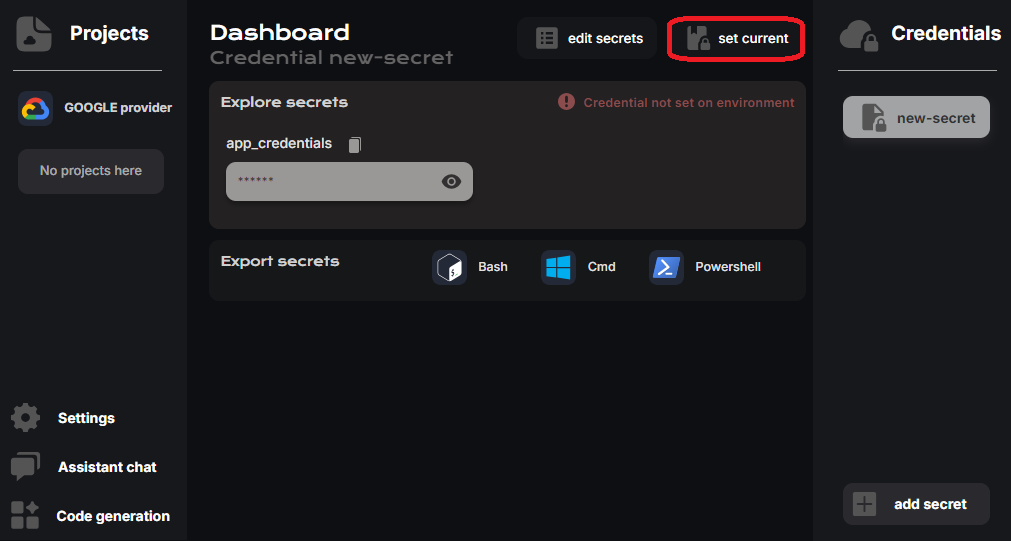 Projects
GOOGLE provider
No projects here
Settings
Assistant chat
Code generation
Dashboard
Credential new-secret
edit secrets
set current
Explore secrets
Credential not set on environment
app_credentials
******
Export secrets
Bash
Cmd
Powershell
Credentials
new-secret
add secret